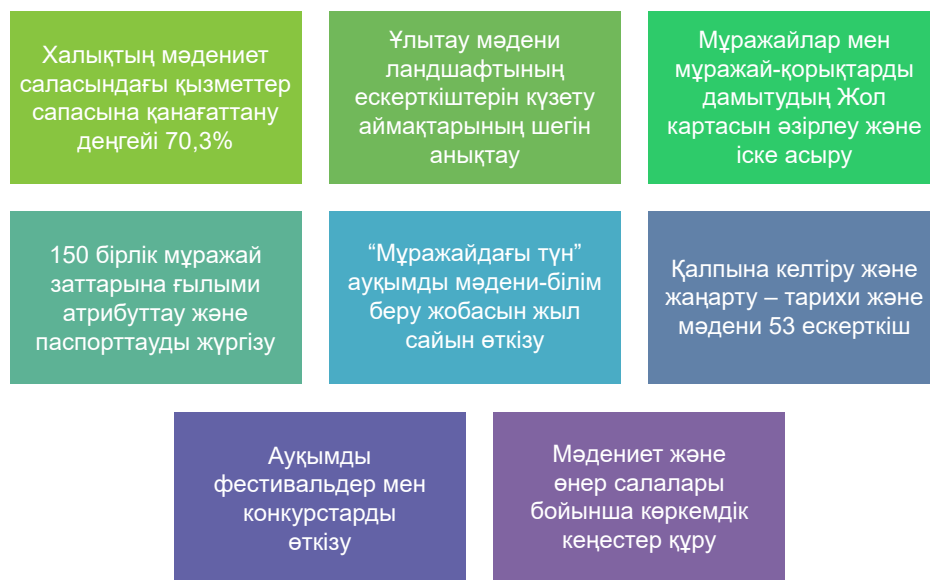 Халықтың мәдениет
саласындағы қызметтер
сапасына қанағаттану
деңгейі 70,3%
Ұлытау мәдени
ландшафтының
ескерткіштерін күзету
аймақтарының шегін
анықтау
Мұражайлар мен
мұражай-қорықтарды
дамытудың Жол
картасын әзірлеу және
іске асыру
150 бірлік мұражай
заттарына ғылыми
атрибуттау және
паспорттауды жүргізу
“Мұражайдағы түн”
ауқымды мәдени-білім
беру жобасын жыл
сайын өткізу
Қалпына келтіру және
жаңарту – тарихи және
мәдени 53 ескерткіш
Ауқымды
фестивальдер мен
конкурстарды
өткізу
Мәдениет және
өнер салалары
бойынша көркемдік
кеңестер құру